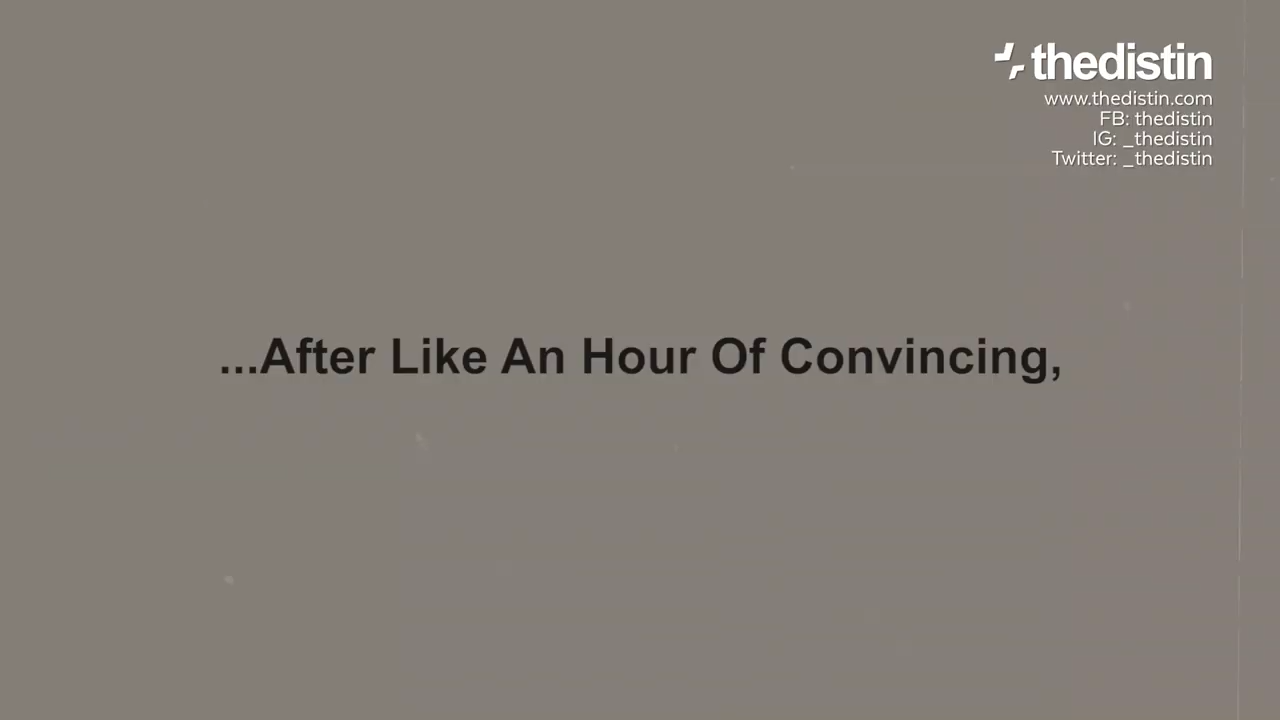 thedistin
www.thedistin.com
FB: thedistin
IG: _thedistin
Twitter: _thedistin
...After Like An Hour Of Convincing,